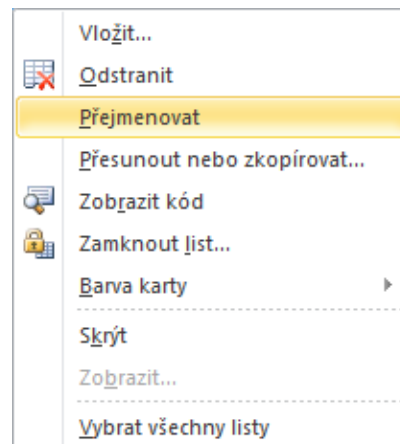 Vložit...
Odstranit
Přejmenovat
Přesunout nebo zkopírovat...
Zobrazit kód
Zamknout list...
Barva karty
Skrýt
Zobrazit...
Vybrat všechny listy